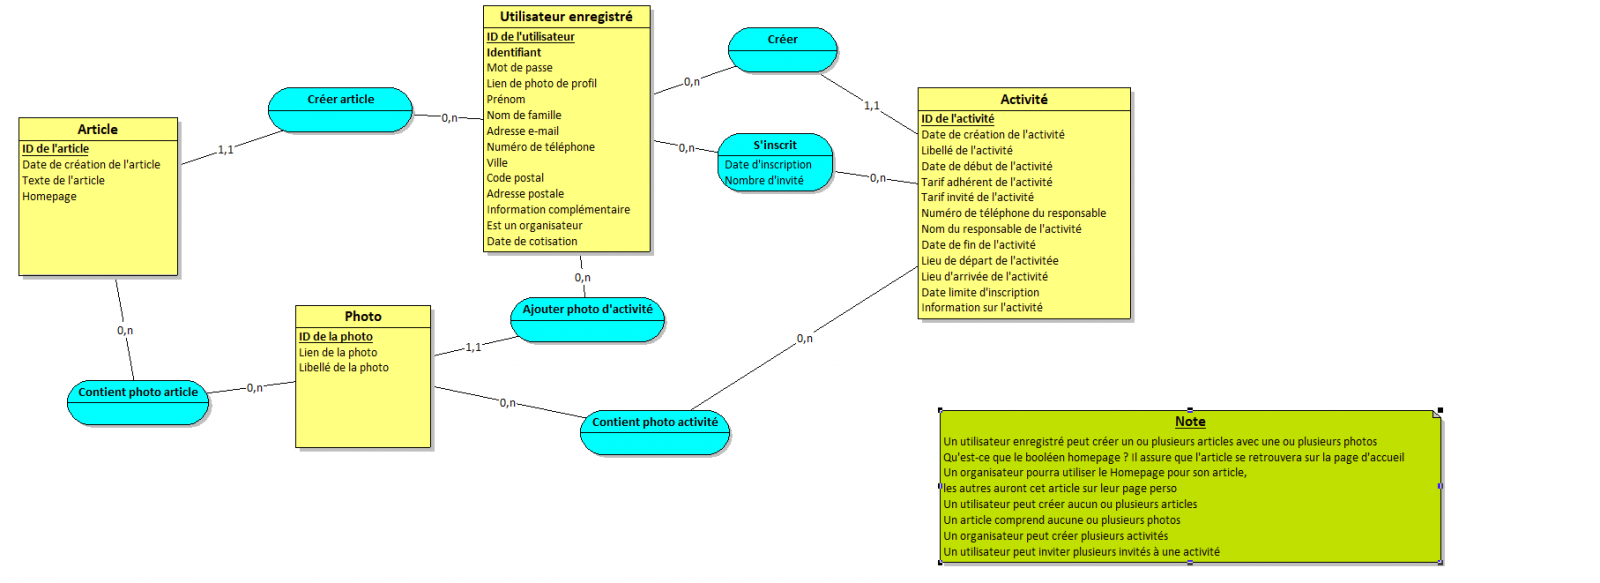 Utilisateur enregistré
ID de l'utilisateur
Identifiant
Mot de passe
Lien de photo de profil
Prénom
Nom de famille
Adresse e-mail
Numéro de téléphone
Ville
Code postal
Adresse postale
Information complémentaire
Est un organisateur
Date de cotisation
Créer
0,n
1,1
Créer article
0,n
1,1
Activité
ID de l'activité
Date de création de l'activité
Libellé de l'activité
Date de début de l'activité
Tarif adhérent de l'activité
Tarif invité de l'activité
Numéro de téléphone du responsable
Nom du responsable de l'activité
Date de fin de l'activité
Lieu de départ de l'activitée
Lieu d'arrivée de l'activité
Date limite d'inscription
Information sur l'activité
Article
ID de l'article
Date de création de l'article
Texte de l'article
Homepage
S'inscrit
Date d'inscription
Nombre d'invité
0,n
0,n
0,n
Ajouter photo d'activité
1,1
Photo
ID de la photo
Lien de la photo
Libellé de la photo
0,n
Contient photo article
0,n
0,n
Contient photo activité
0,n
Note
Un utilisateur enregistré peut créer un ou plusieurs articles avec une ou plusieurs photos
Qu'est-ce que le booléen homepage ? Il assure que l'article se retrouvera sur la page d'accueil
Un organisateur pourra utiliser le Homepage pour son article,
les autres auront cet article sur leur page perso
Un utilisateur peut créer aucun ou plusieurs articles
Un article comprend aucune ou plusieurs photos
Un organisateur peut créer plusieurs activités
Un utilisateur peut inviter plusieurs invités à une activité